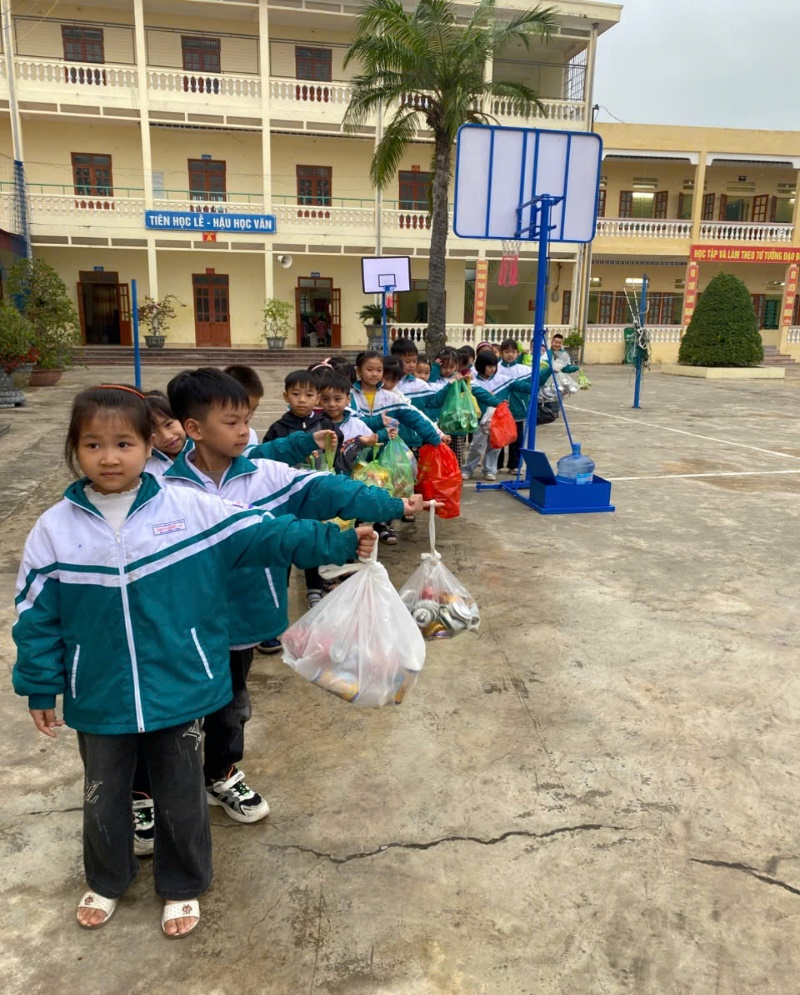 TIÊN HỌC LỄ - HẬU HỌC VĂN
HỌC TẬP VÀ LÀM THEO TƯ TƯỞNG ĐẠO Đ